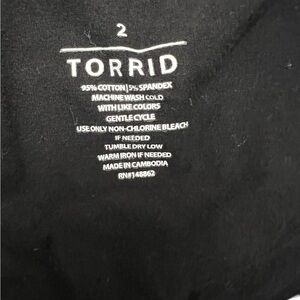 2
TORRID
95% COTTON | 5% SPANDEX
MACHINE WASH COLD
WITH LIKE COLORS
GENTLE CYCLE
USE ONLY NON-CHLORINE BLEACH
IF NEEDED
TUMBLE DRY LOW
WARM IRON IF NEEDED
MADE IN CAMBODIA
RN#148862